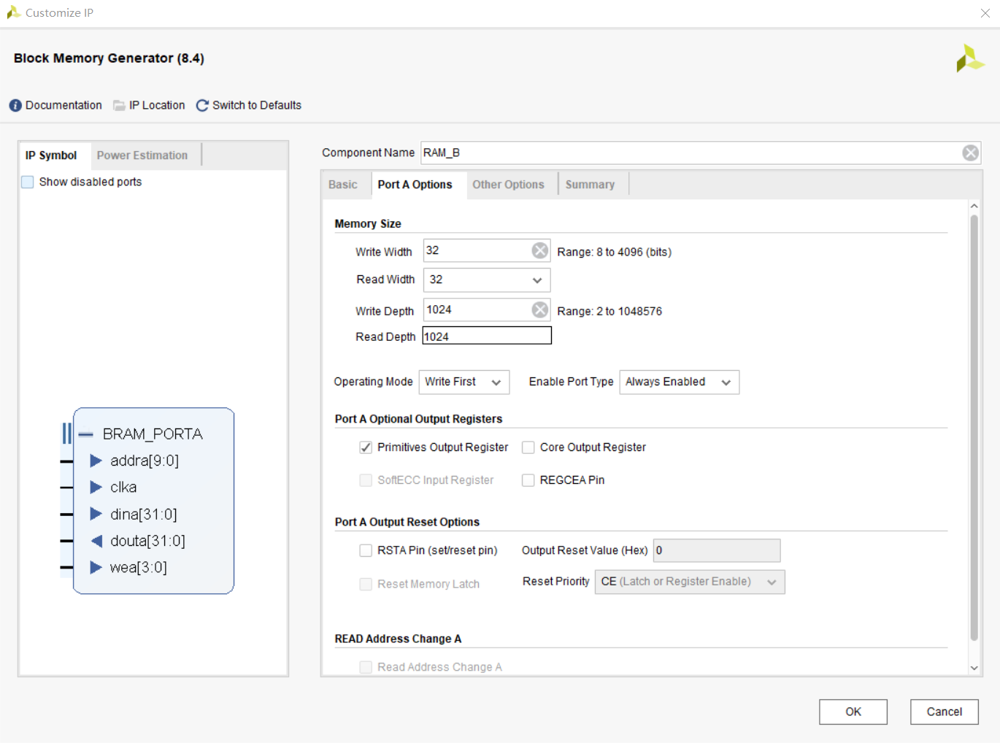 Customize IP
Block Memory Generator (8.4)
Documentation IP Location Switch to Defaults
IP Symbol Power Estimation
Show disabled ports
BRAM_PORTA
addra[9:0]
clka
dina[31:0]
douta[31:0]
wea[3:0]
Component Name RAM_B
Basic Port A Options Other Options Summary
Memory Size
Write Width 32 Range: 8 to 4096 (bits)
Read Width 32
Write Depth 1024 Range: 2 to 1048576
Read Depth 1024
Operating Mode Write First Enable Port Type Always Enabled
Port A Optional Output Registers
Primitives Output Register Core Output Register
SoftECC Input Register REGCEA Pin
Port A Output Reset Options
RSTA Pin (set/reset pin) Output Reset Value (Hex) 0
Reset Memory Latch Reset Priority CE (Latch or Register Enable)
READ Address Change A
Read Address Change A
OK Cancel